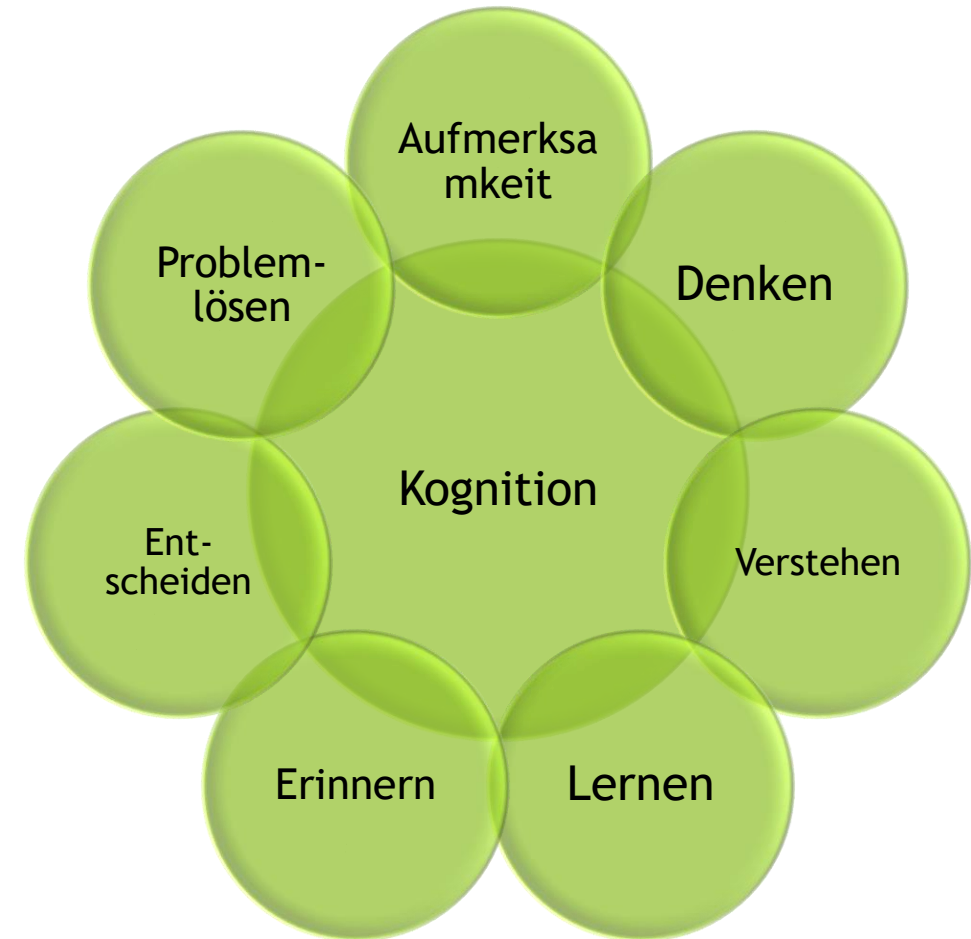 Aufmerksa
mkeit
Denken
Verstehen
Lernen
Erinnern
Ent-
scheiden
Problem-
lösen
Kognition